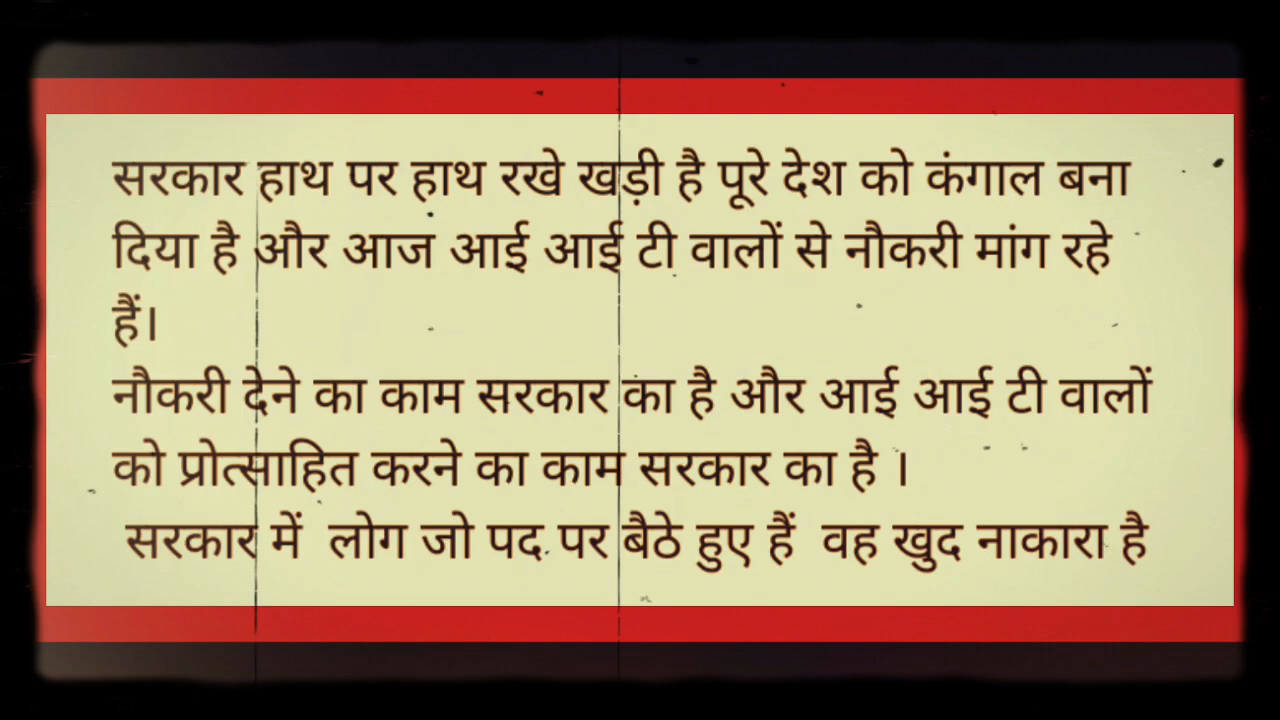 सरकार हाथ पर हाथ रखे खड़ी है पूरे देश को कंगाल बना
दिया है और आज आई आई टी वालों से नौकरी मांग रहे
हैं।
नौकरी देने का काम सरकार का है और आई आई टी वालों
को प्रोत्साहित करने का काम सरकार का है ।
सरकार में लोग जो पद पर बैठे हुए हैं वह खुद नाकारा है